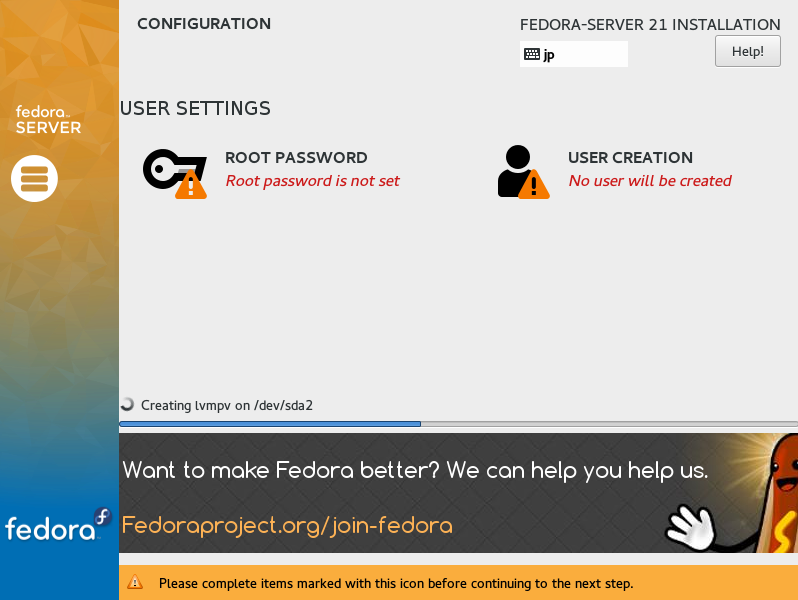 CONFIGURATION
FEDORA-SERVER 21 INSTALLATION
jp
Help!
fedora™
SERVER
USER SETTINGS
ROOT PASSWORD
Root password is not set
USER CREATION
No user will be created
Creating lvmpv on /dev/sda2
Want to make Fedora better? We can help you help us.
Fedoraproject.org/join-fedora
fedora
Please complete items marked with this icon before continuing to the next step.